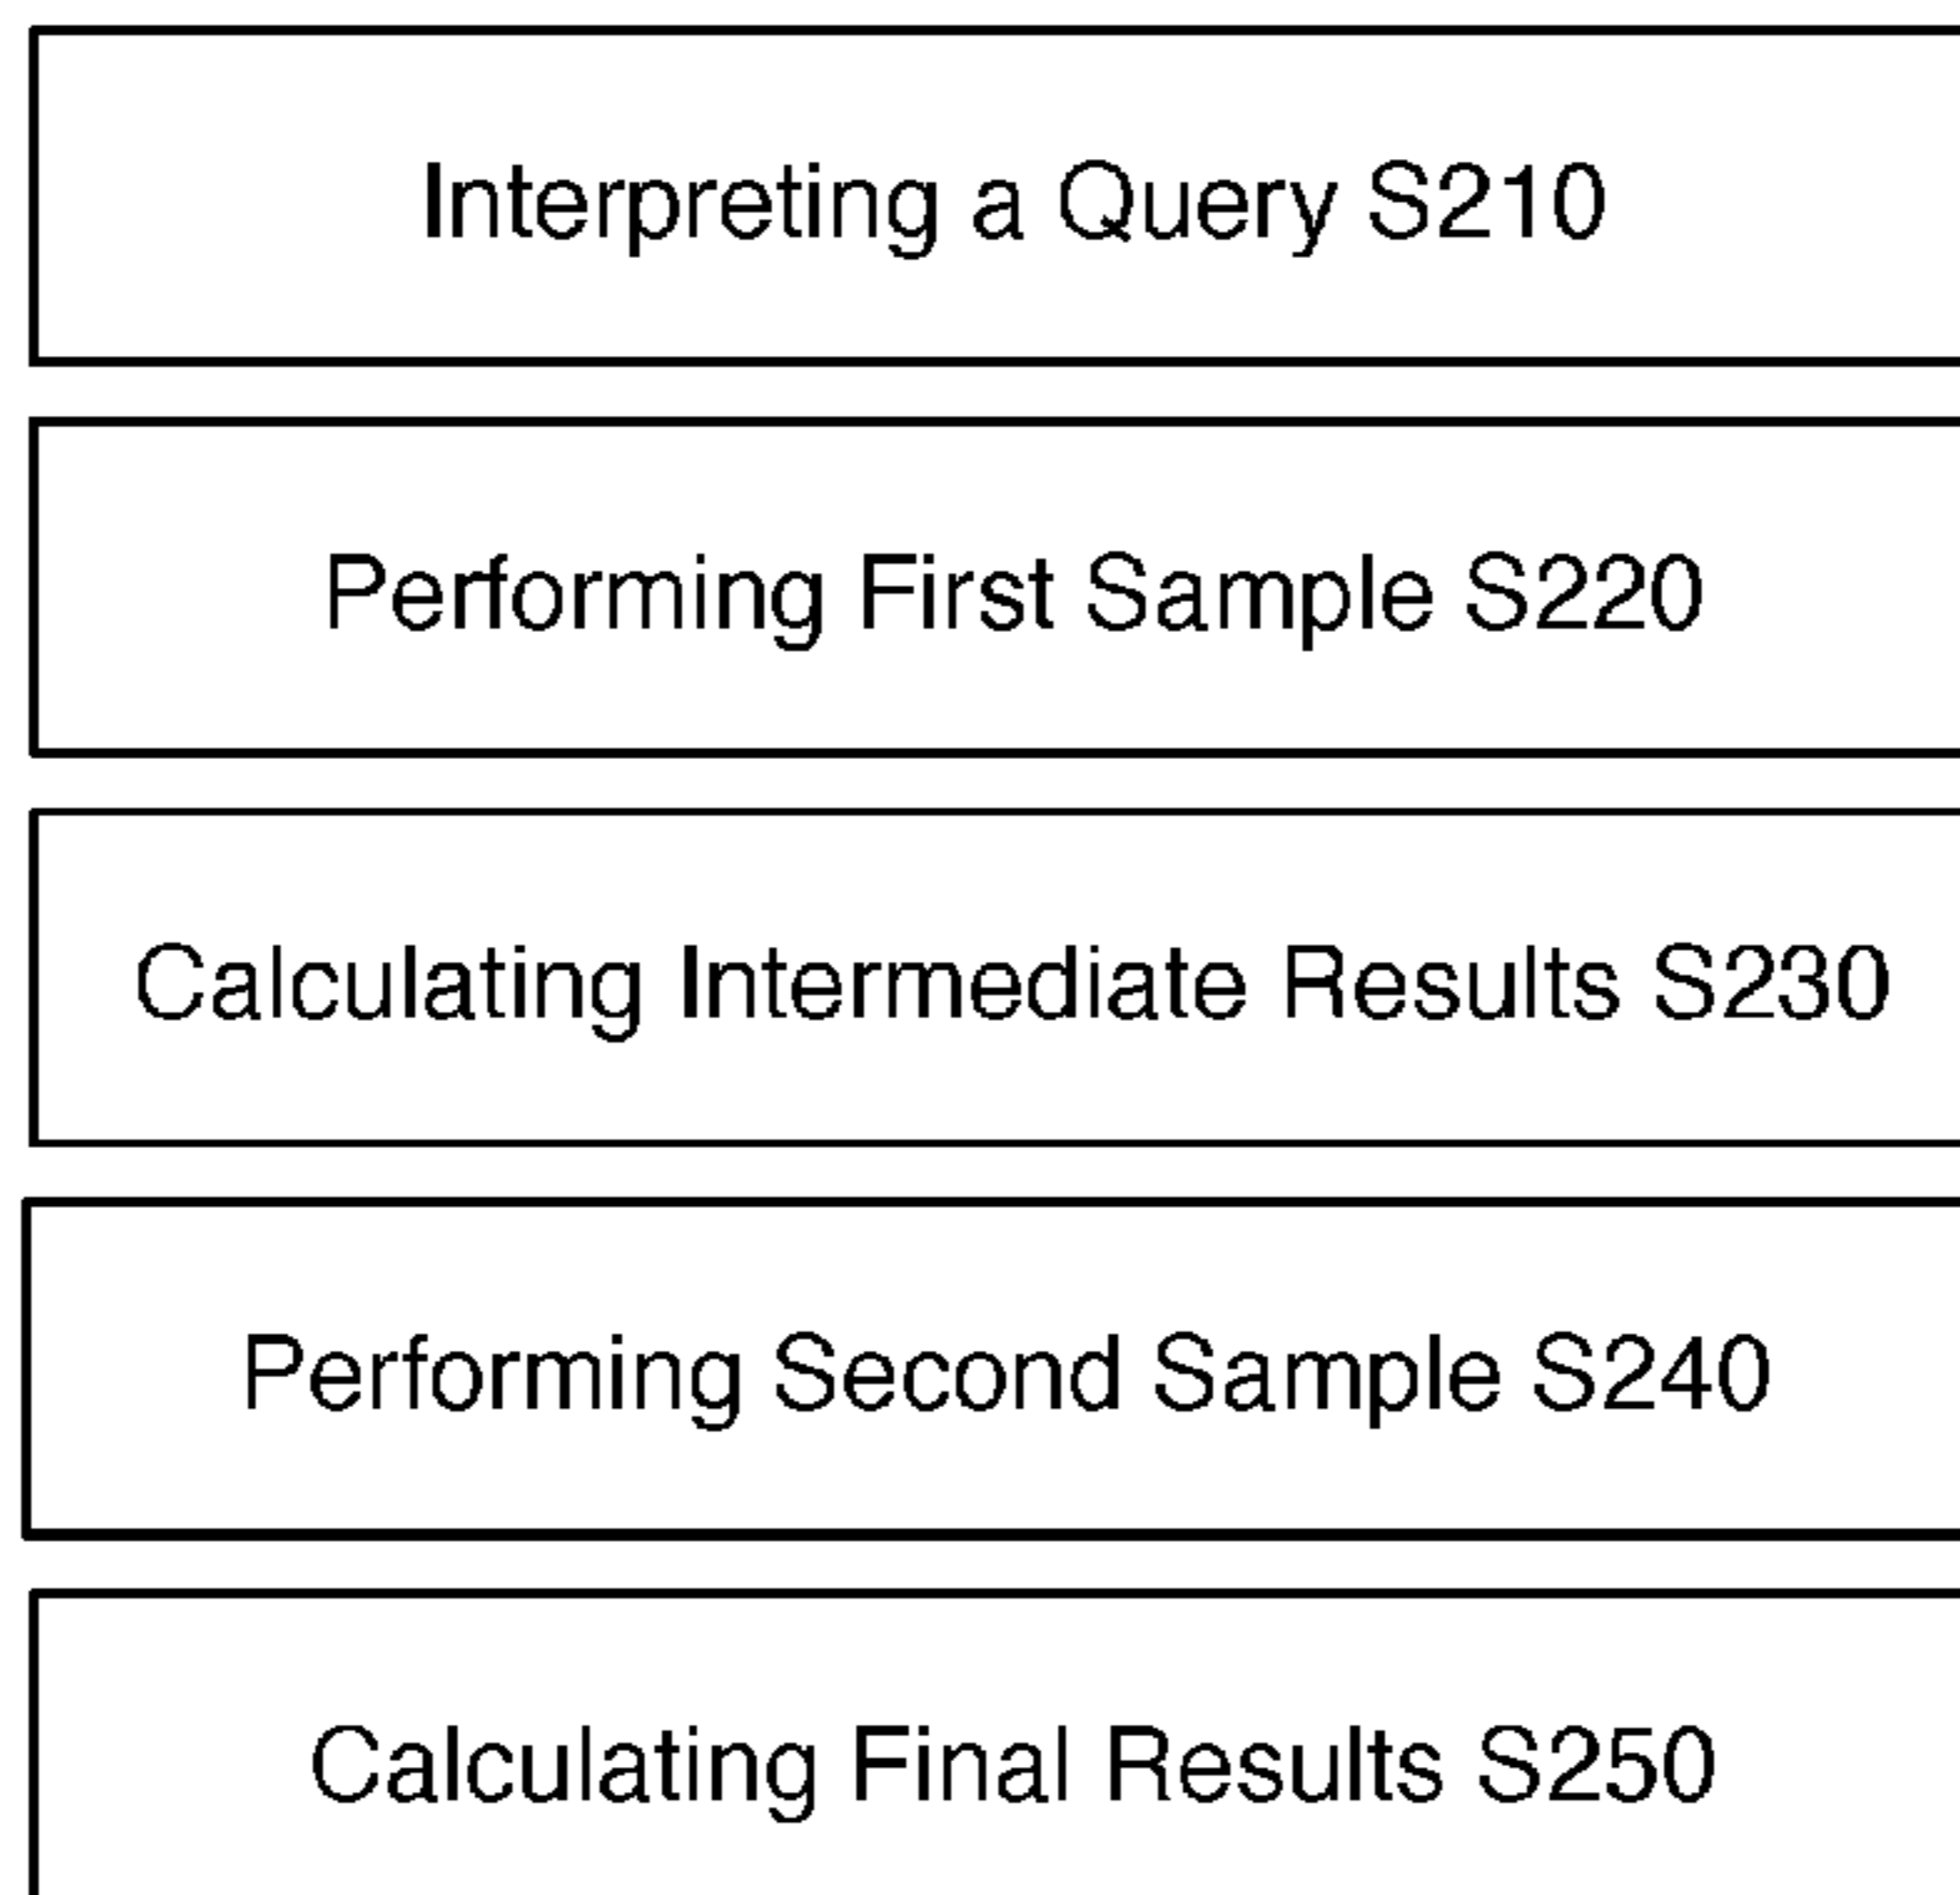 Interpreting a Query S210
Performing First Sample S220
Calculating Intermediate Results S230
Performing Second Sample S240
Calculating Final Results S250